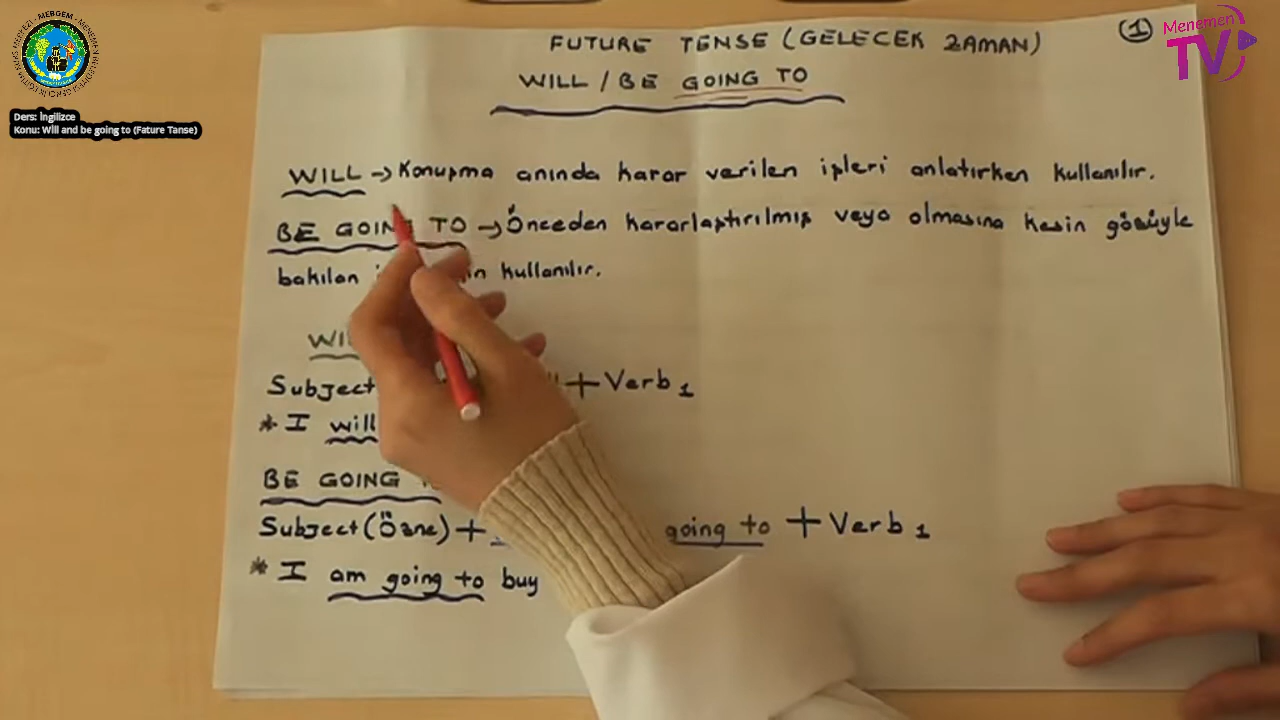 FUTURE TENSE (GELECEK ZAMAN)
1
WILL / BE GOING TO
Menemen
TV
Ders: İngilizce
Konu: Will and be going to (Fature Tanse)
WILL → Konuşma anında karar verilen işleri anlatırken kullanılır.
BE GOING TO → Önceden kararlaştırılmış veya olmasına kesin gözüyle
bakılan kullanılır.
Subject + Verb 1
* I will
BE GOING
Subject (Özne) + going to + Verb 1
* I am going to buy